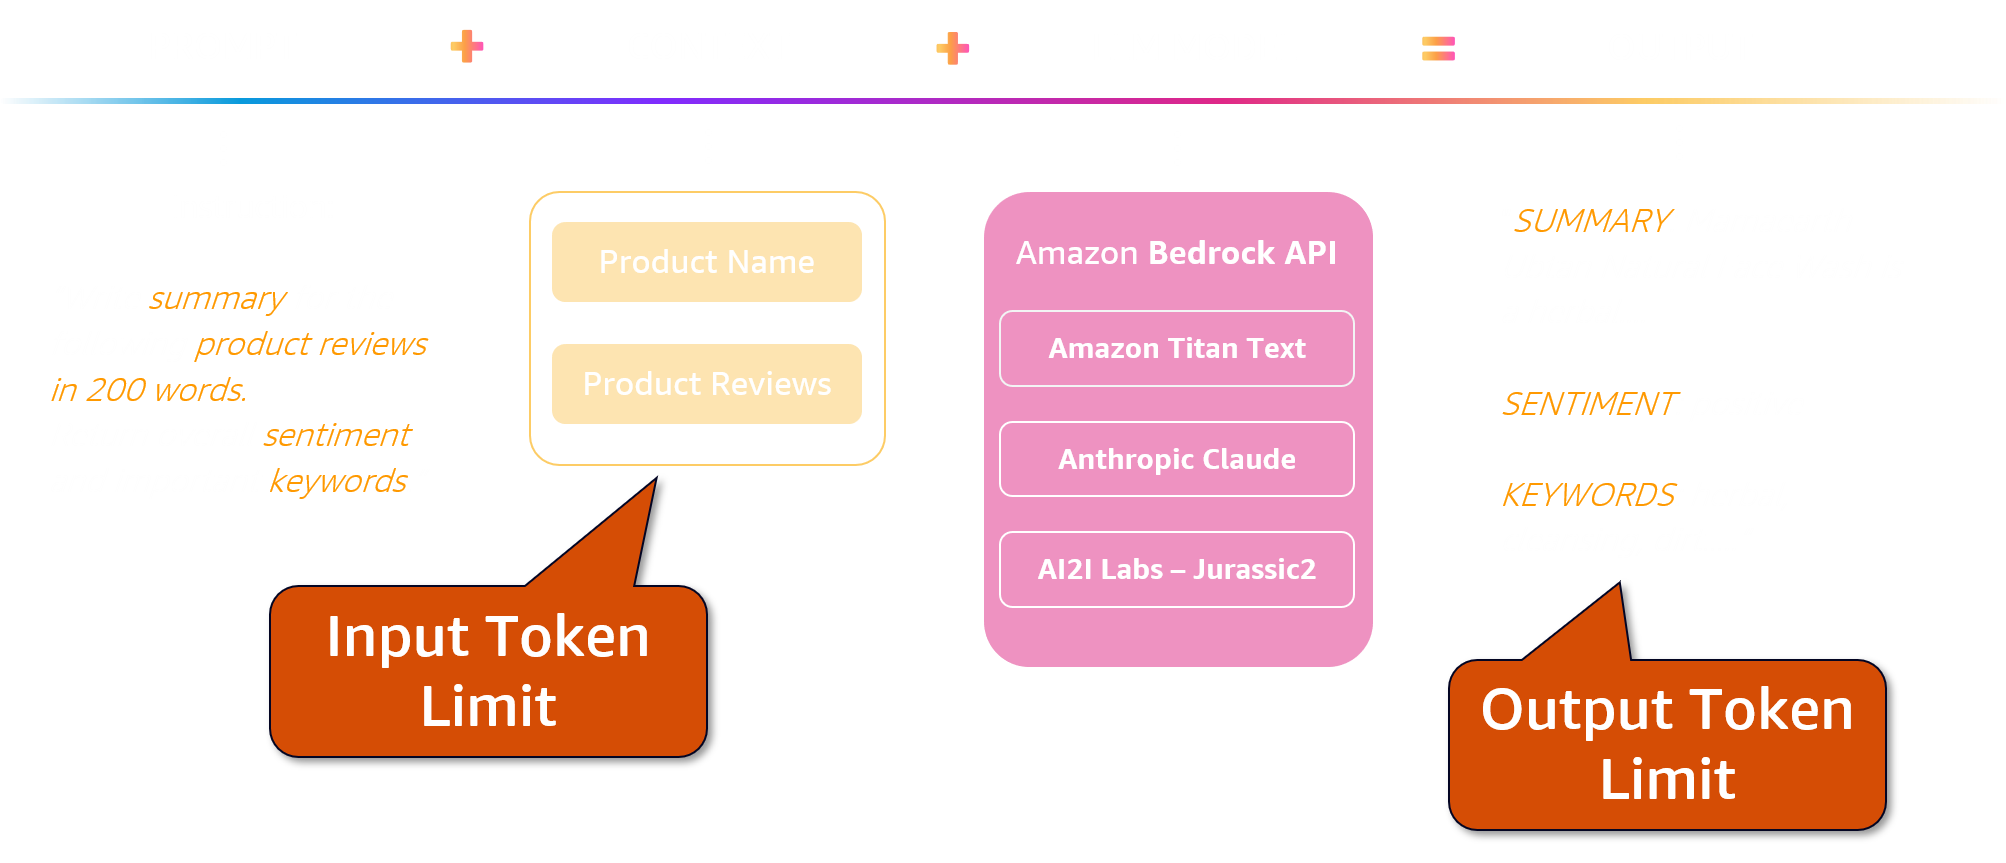 summary
product reviews
in 200 words.
sentiment
keywords
Product Name
Product Reviews
Input Token
Limit
Amazon Bedrock API
Amazon Titan Text
Anthropic Claude
AI2I Labs – Jurassic2
SUMMARY
SENTIMENT
KEYWORDS
Output Token
Limit